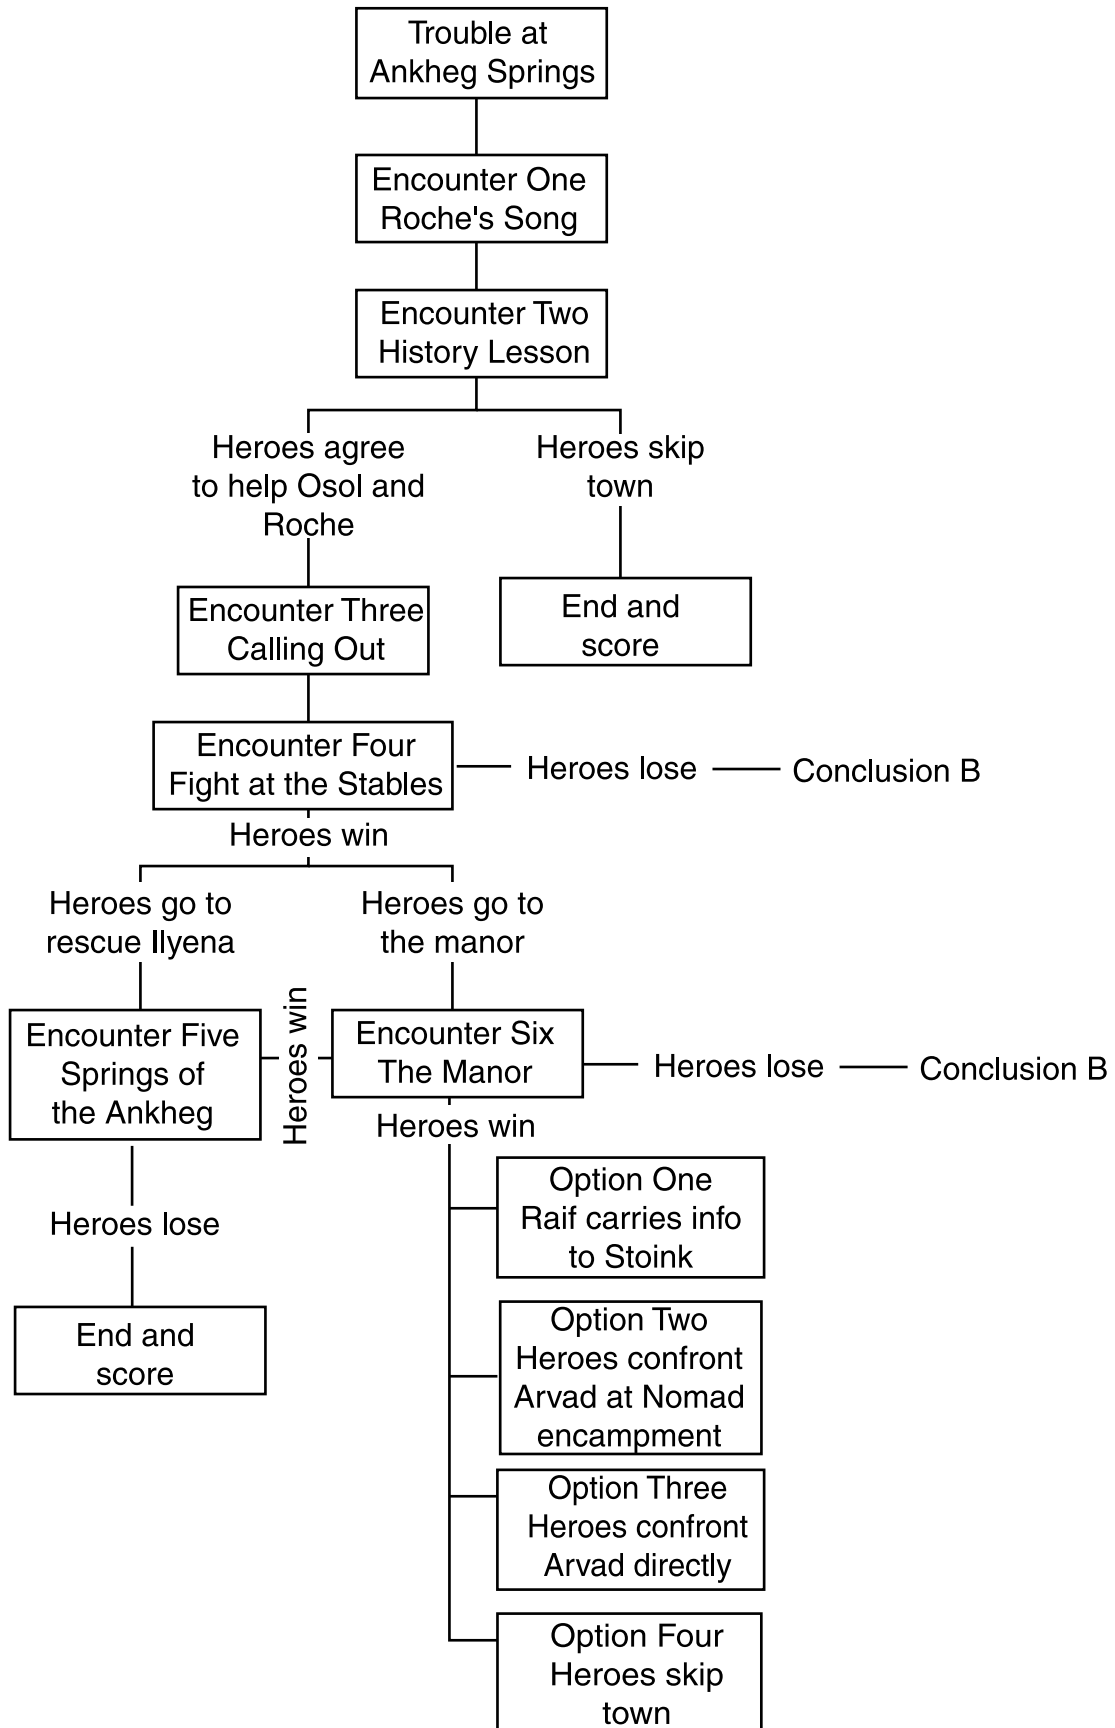 Trouble at
Ankheg Springs
Encounter One
Roche's Song
Encounter Two
History Lesson
Heroes agree
to help Osol and
Roche
Heroes skip
town
Encounter Three
Calling Out
End and
score
Encounter Four
Fight at the Stables
Heroes lose
Conclusion B
Heroes win
Heroes go to
rescue Ilyena
Heroes go to
the manor
Encounter Five
Springs of
the Ankheg
Heroes win
Encounter Six
The Manor
Heroes lose
Conclusion B
Heroes lose
End and
score
Heroes win
Option One
Raif carries info
to Stoink
Option Two
Heroes confront
Arvad at Nomad
encampment
Option Three
Heroes confront
Arvad directly
Option Four
Heroes skip
town